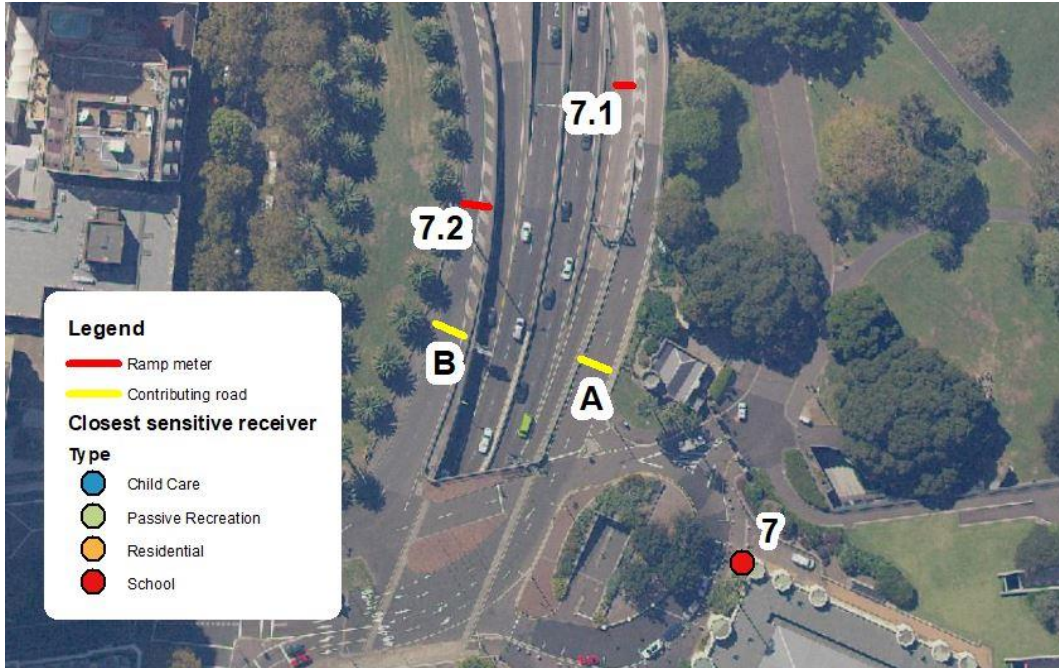 7.1
7.2
B
A
7
Legend
Ramp meter
Contributing road
Closest sensitive receiver
Type
Child Care
Passive Recreation
Residential
School